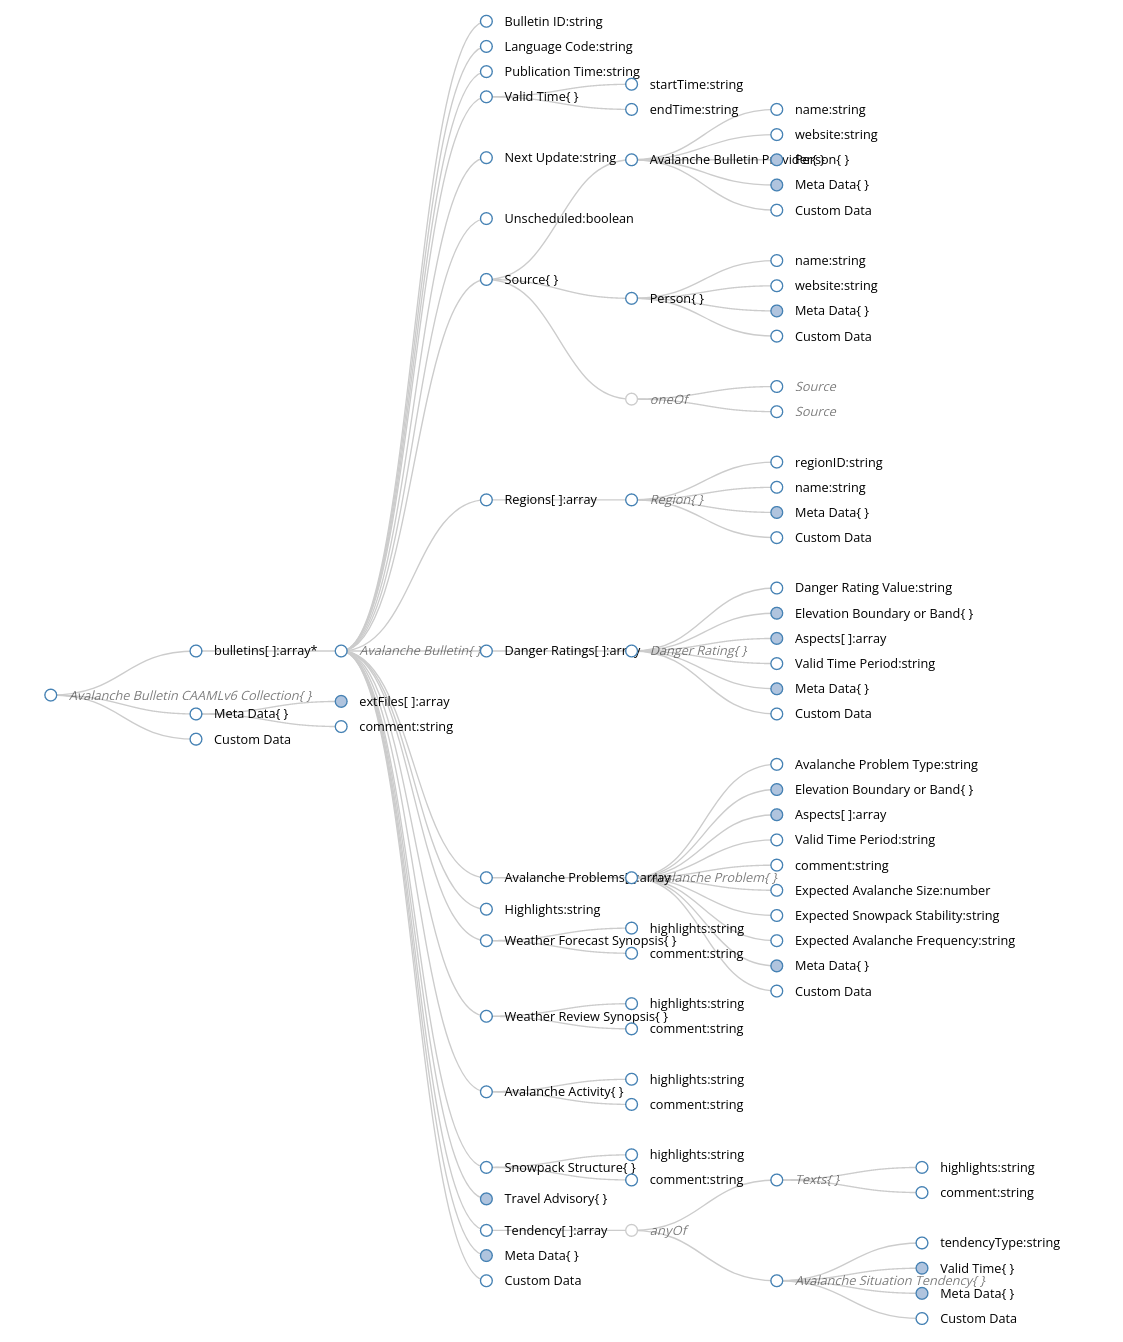 Bulletin ID:string
Language Code:string
Publication Time:string
startTime:string
Valid Time{ }
endTime:string
name:string
website:string
Next Update:string
Avalanche Bulletin Provider{ }
Person{ }
Meta Data{ }
Custom Data
Unscheduled:boolean
name:string
Source{ }
website:string
Person{ }
Meta Data{ }
Custom Data
Source
oneOf
Source
regionID:string
name:string
Regions[ ]:array
Region{ }
Meta Data{ }
Custom Data
Danger Rating Value:string
Elevation Boundary or Band{ }
Aspects[ ]:array
bulletins[ ]:array*
Avalanche Bulletin{ }
Danger Ratings[ ]:array
Danger Rating{ }
Valid Time Period:string
Meta Data{ }
Avalanche Bulletin CAAMLv6 Collection{ }
extFiles[ ]:array
Meta Data{ }
Custom Data
comment:string
Custom Data
Avalanche Problem Type:string
Elevation Boundary or Band{ }
Aspects[ ]:array
Valid Time Period:string
comment:string
Avalanche Problems[ ]:array
Avalanche Problem{ }
Expected Avalanche Size:number
Highlights:string
Expected Snowpack Stability:string
highlights:string
Weather Forecast Synopsis{ }
Expected Avalanche Frequency:string
comment:string
Meta Data{ }
Custom Data
highlights:string
Weather Review Synopsis{ }
comment:string
highlights:string
Avalanche Activity{ }
comment:string
highlights:string
Snowpack Structure{ }
comment:string
Texts{ }
highlights:string
comment:string
Travel Advisory{ }
Tendency[ ]:array
anyOf
tendencyType:string
Meta Data{ }
Valid Time{ }
Custom Data
Avalanche Situation Tendency{ }
Meta Data{ }
Custom Data